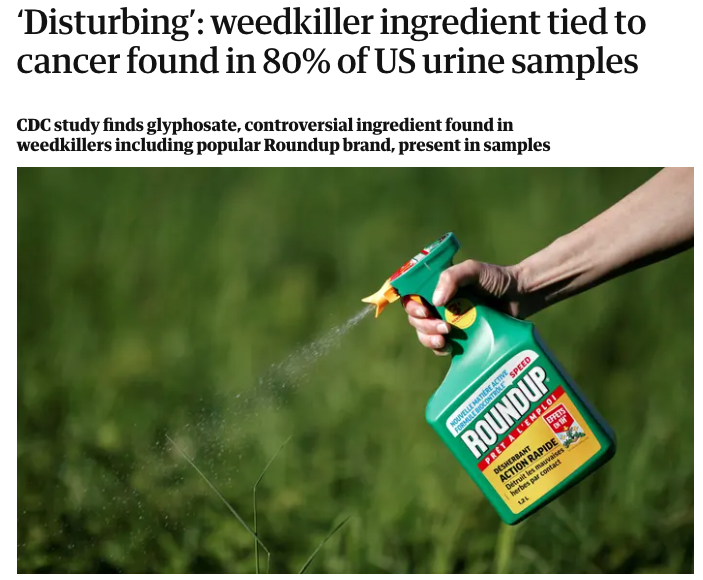 ‘Disturbing’: weedkiller ingredient tied to
cancer found in 80% of US urine samples
CDC study finds glyphosate, controversial ingredient found in
weedkillers including popular Roundup brand, present in samples
NOUVELLE MATIÈRE ACTIVE
FORMULE BIOCONTRÔLE
SPEED
ROUNDUP
PRÊT À L'EMPLOI
EFFETS
EN
DÉSHERBANT
ACTION RAPIDE
Détruit les mauvaises
herbes par contact
1,2 L